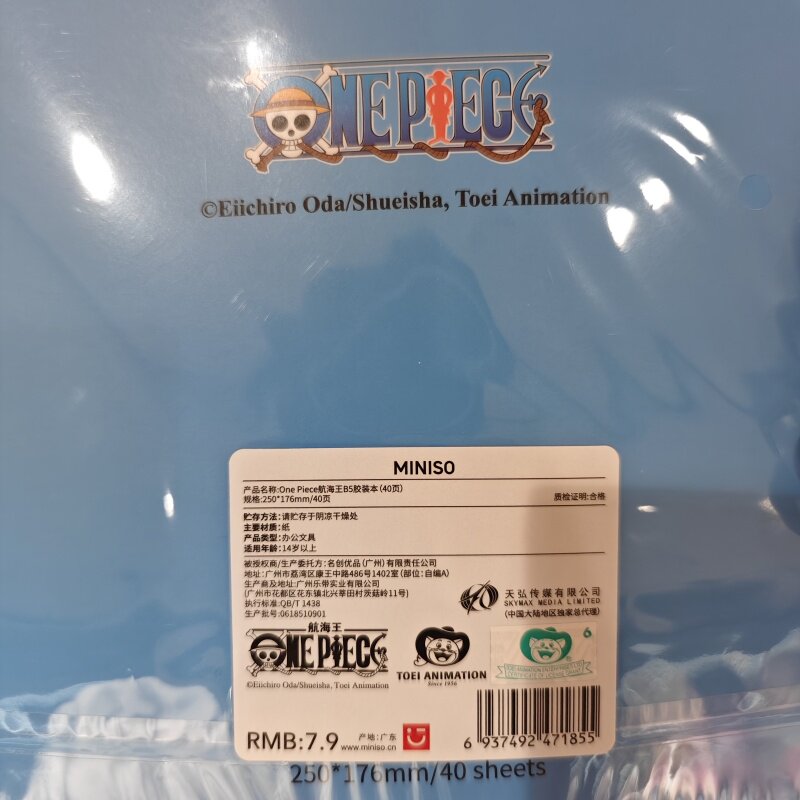 ONE PIECE
©Eiichiro Oda/Shueisha, Toei Animation
MINISO
产品名称:One Piece航海王B5胶装本(40页)
规格:250*176mm/40页
质检证明:合格
贮存方法:请贮存于阴凉干燥处
主要材质:纸
产品类型:办公文具
适用年龄:14岁以上
被授权商/生产委托方:名创优品(广州)有限责任公司
地址:广州市荔湾区康王中路486号1402室(部位:自编A)
生产商及地址:广州乐带实业有限公司
(广州市花都区花东镇北兴莘田村茨菇岭11号)
执行标准:QB/T 1438
生产批号:0618510901
天弘传媒有限公司
SKYMAX MEDIA LIMITED
(中国大陆地区独家总代理)
航海王
ONE PIECE
©Eiichiro Oda/Shueisha, Toei Animation
TOEI ANIMATION
Since 1956
RMB:7.9
产地:广东
www.miniso.cn
6 937492 471855
250*176mm/40 sheets